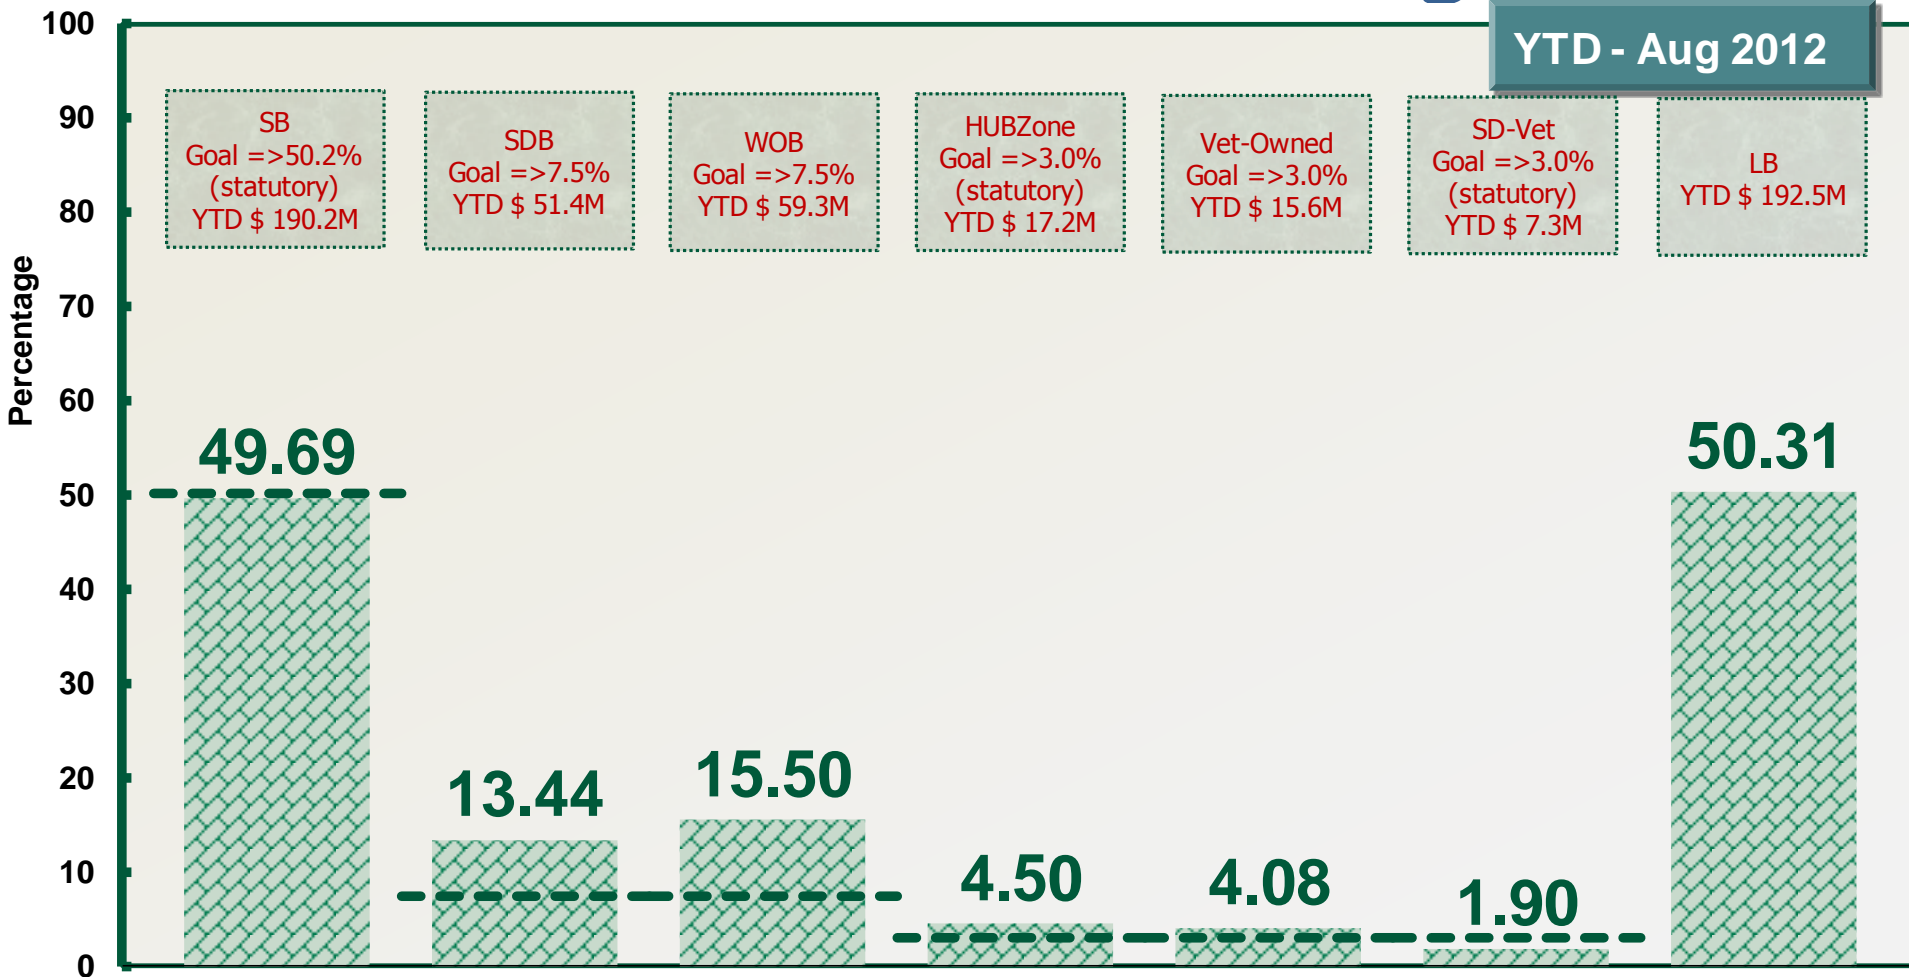 YTD - Aug 2012
Percentage
100
90
80
70
60
50
40
30
20
10
0
SB
Goal =>50.2%
(statutory)
YTD $ 190.2M
SDB
Goal =>7.5%
YTD $ 51.4M
WOB
Goal =>7.5%
YTD $ 59.3M
HUBZone
Goal =>3.0%
(statutory)
YTD $ 17.2M
Vet-Owned
Goal =>3.0%
YTD $ 15.6M
SD-Vet
Goal =>3.0%
(statutory)
YTD $ 7.3M
LB
YTD $ 192.5M
49.69
13.44
15.50
4.50
4.08
1.90
50.31